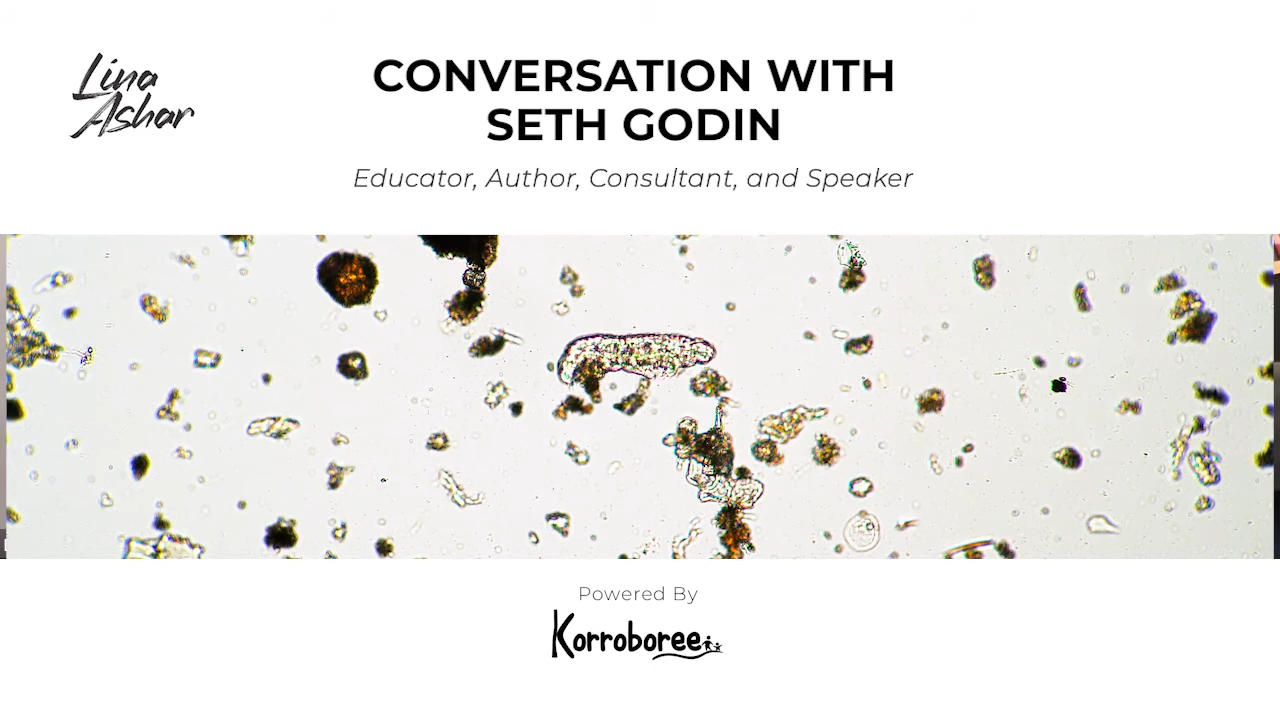 Lina
Ashar
CONVERSATION WITH
SETH GODIN
Educator, Author, Consultant, and Speaker
Powered By
Korroboree